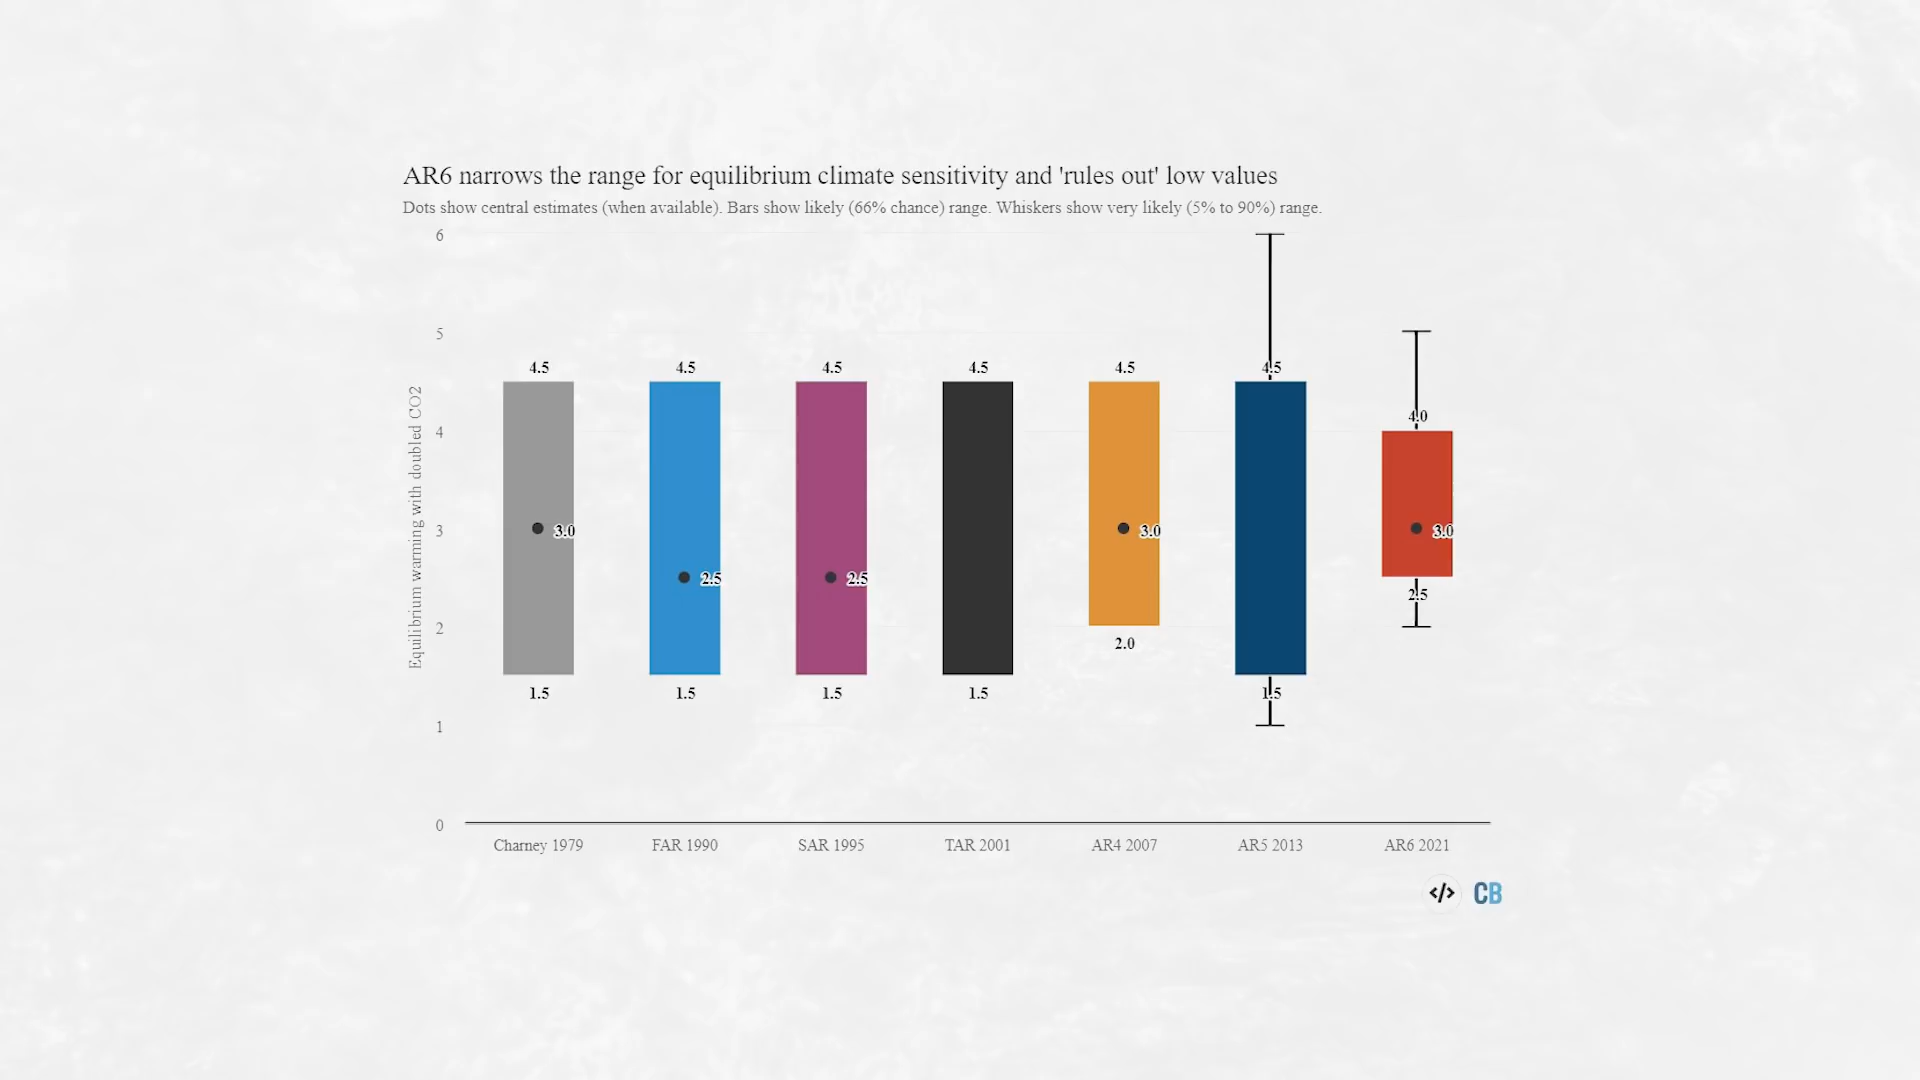 AR6 narrows the range for equilibrium climate sensitivity and 'rules out' low values
Dots show central estimates (when available). Bars show likely (66% chance) range. Whiskers show very likely (5% to 90%) range.
Equilibrium warming with doubled CO2
6
5
4
3
2
1
0
4.5 4.5 4.5 4.5 4.5 4.5 4.0
3.0 2.5 2.5 3.0 3.0
1.5 1.5 1.5 1.5 2.0 1.5 2.5
Charney 1979 FAR 1990 SAR 1995 TAR 2001 AR4 2007 AR5 2013 AR6 2021
</> CB